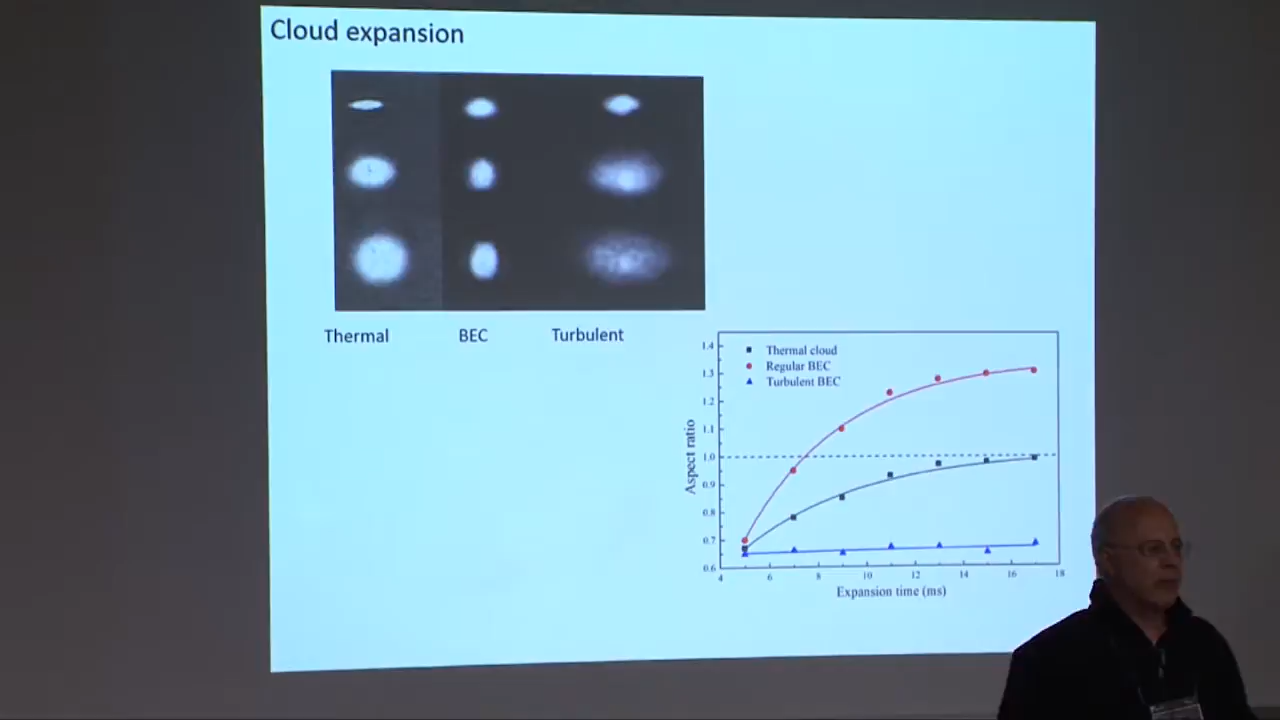 Cloud expansion
Thermal BEC Turbulent
Thermal cloud
Regular BEC
Turbulent BEC
1.4
1.3
1.2
1.1
1.0
0.9
0.8
0.7
0.6
Aspect ratio
4 6 8 10 12 14 16 18
Expansion time (ms)